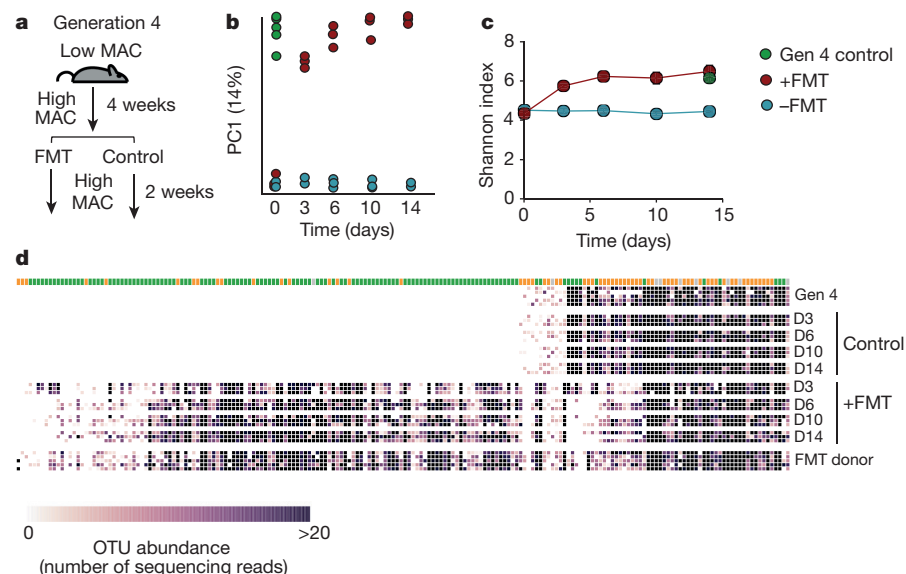 a
Generation 4
Low MAC
High
MAC
4 weeks
FMT
Control
High
MAC
2 weeks
b
PC1 (14%)
0 3 6 10 14
Time (days)
c
Shannon index
8
6
4
2
0
0 5 10 15
Time (days)
Gen 4 control
+FMT
–FMT
d
Gen 4
D3
D6
D10
D14
Control
D3
D6
D10
D14
+FMT
FMT donor
0 >20
OTU abundance
(number of sequencing reads)